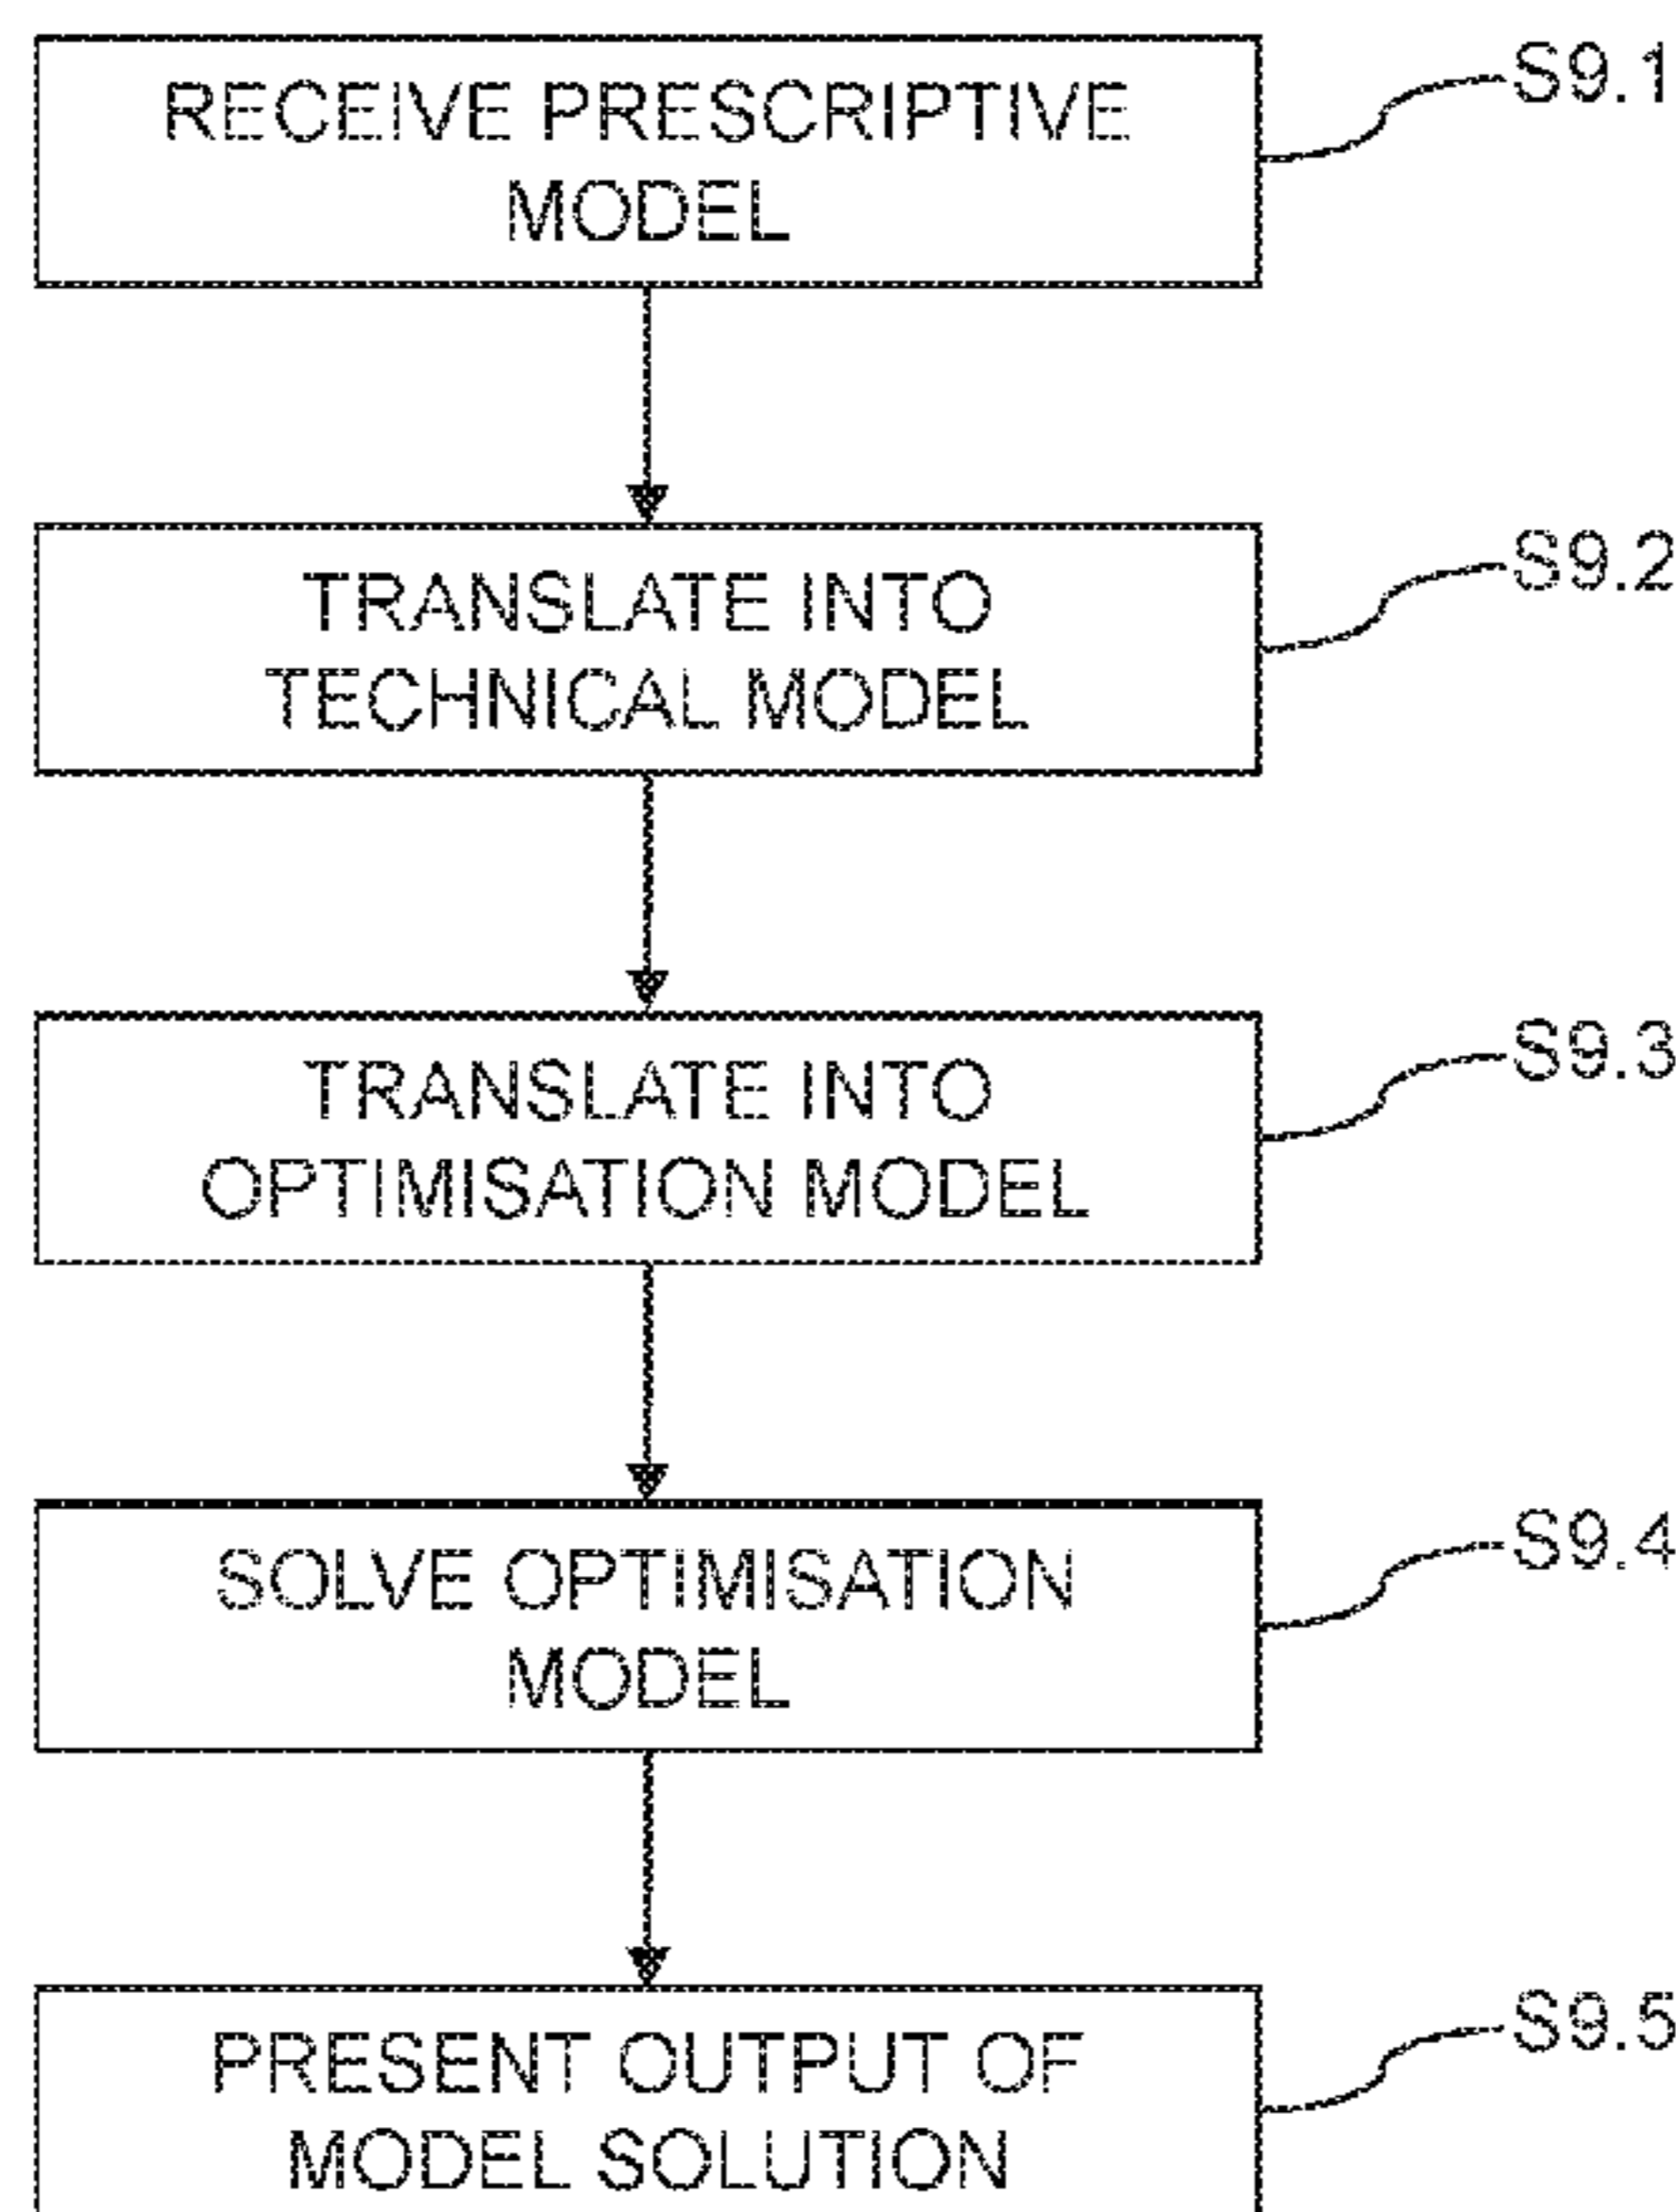 RECEIVE PRESCRIPTIVE
MODEL
S9.1
TRANSLATE INTO
TECHNICAL MODEL
S9.2
TRANSLATE INTO
OPTIMISATION MODEL
S9.3
SOLVE OPTIMISATION
MODEL
S9.4
PRESENT OUTPUT OF
MODEL SOLUTION
S9.5